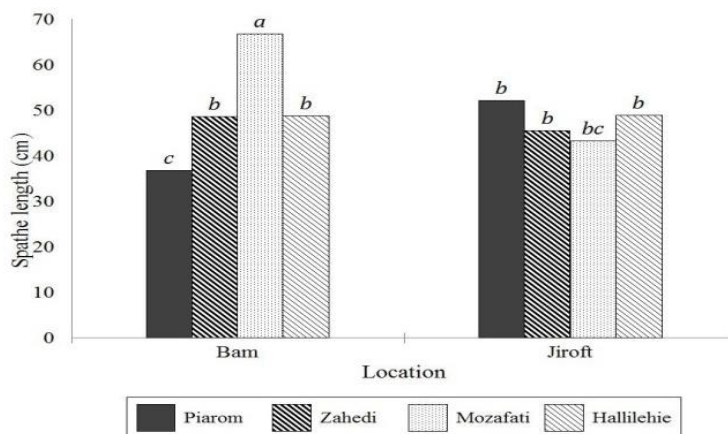 70
60
50
40
30
20
10
0
Spathe length (cm)
c
b
a
b
b
b
bc
b
Bam
Jiroft
Location
Piarom
Zahedi
Mozafati
Hallilehie